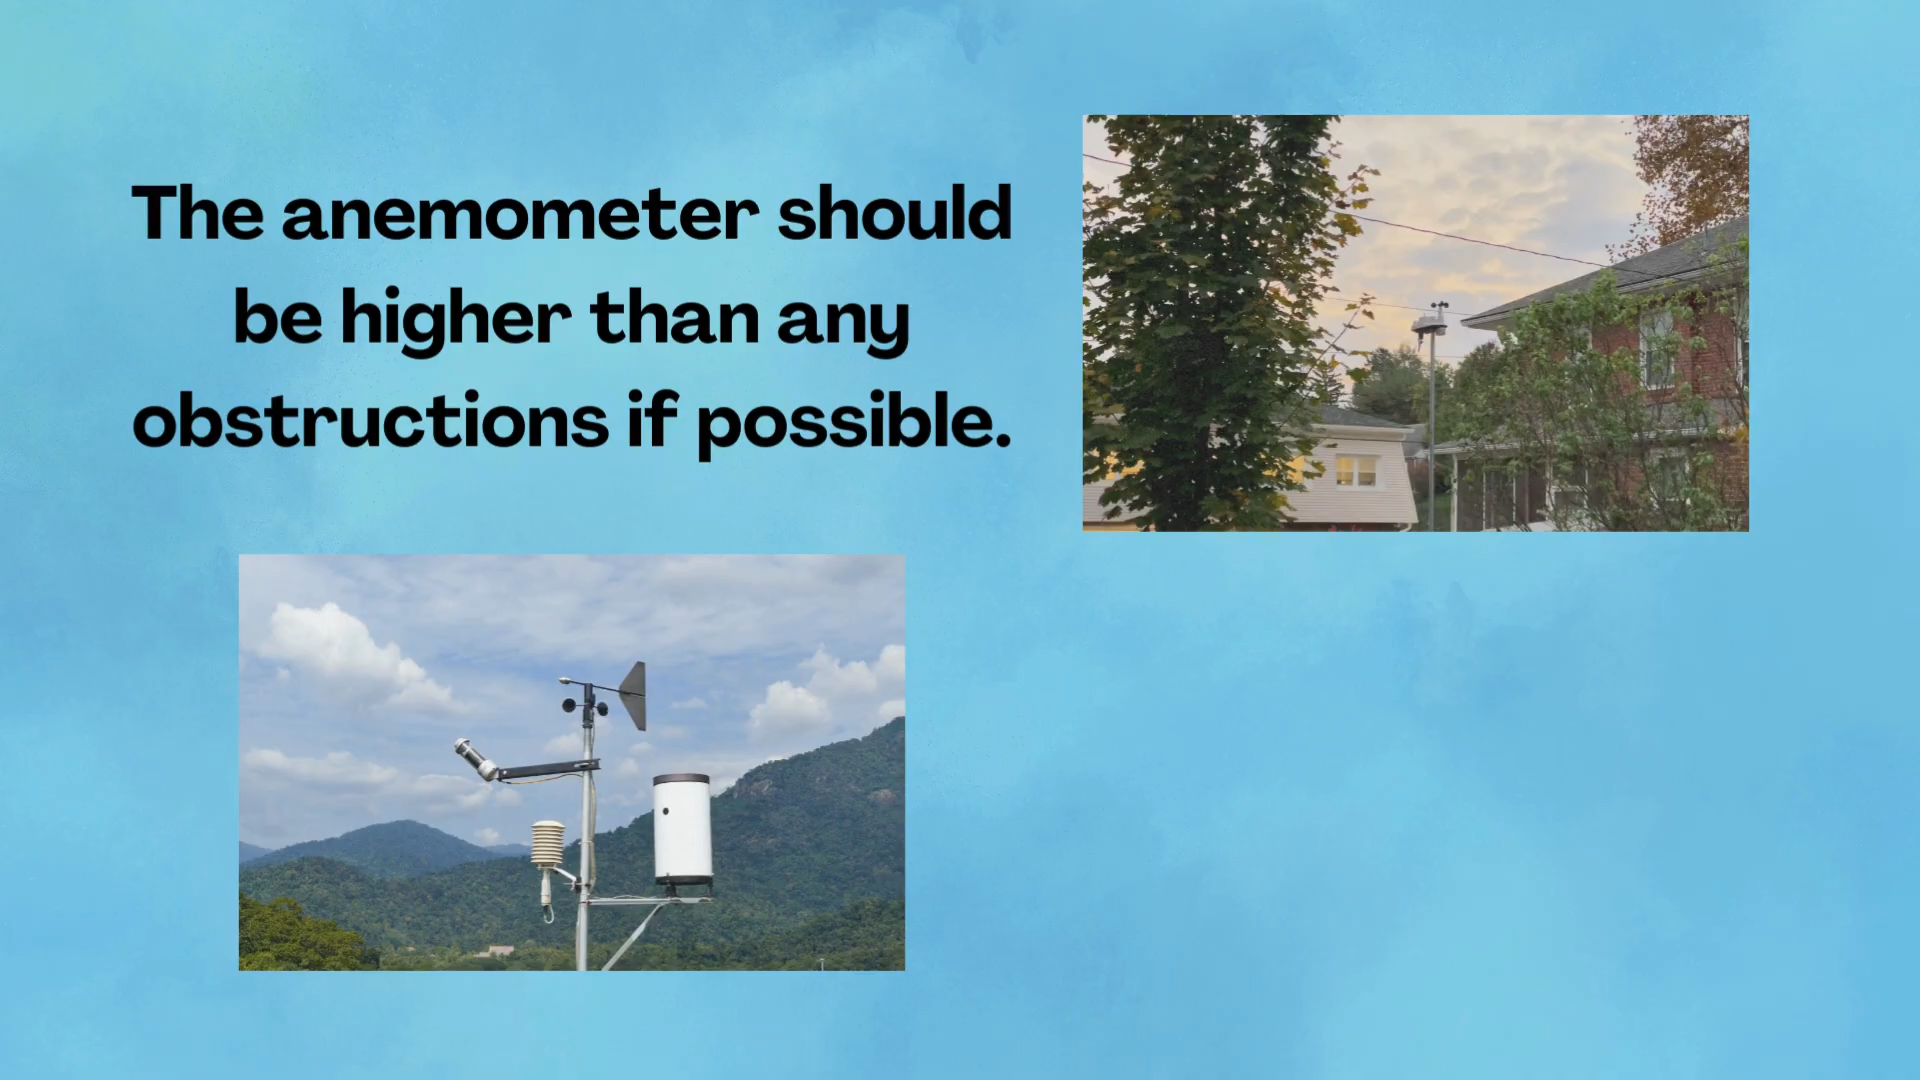 The anemometer should
be higher than any
obstructions if possible.